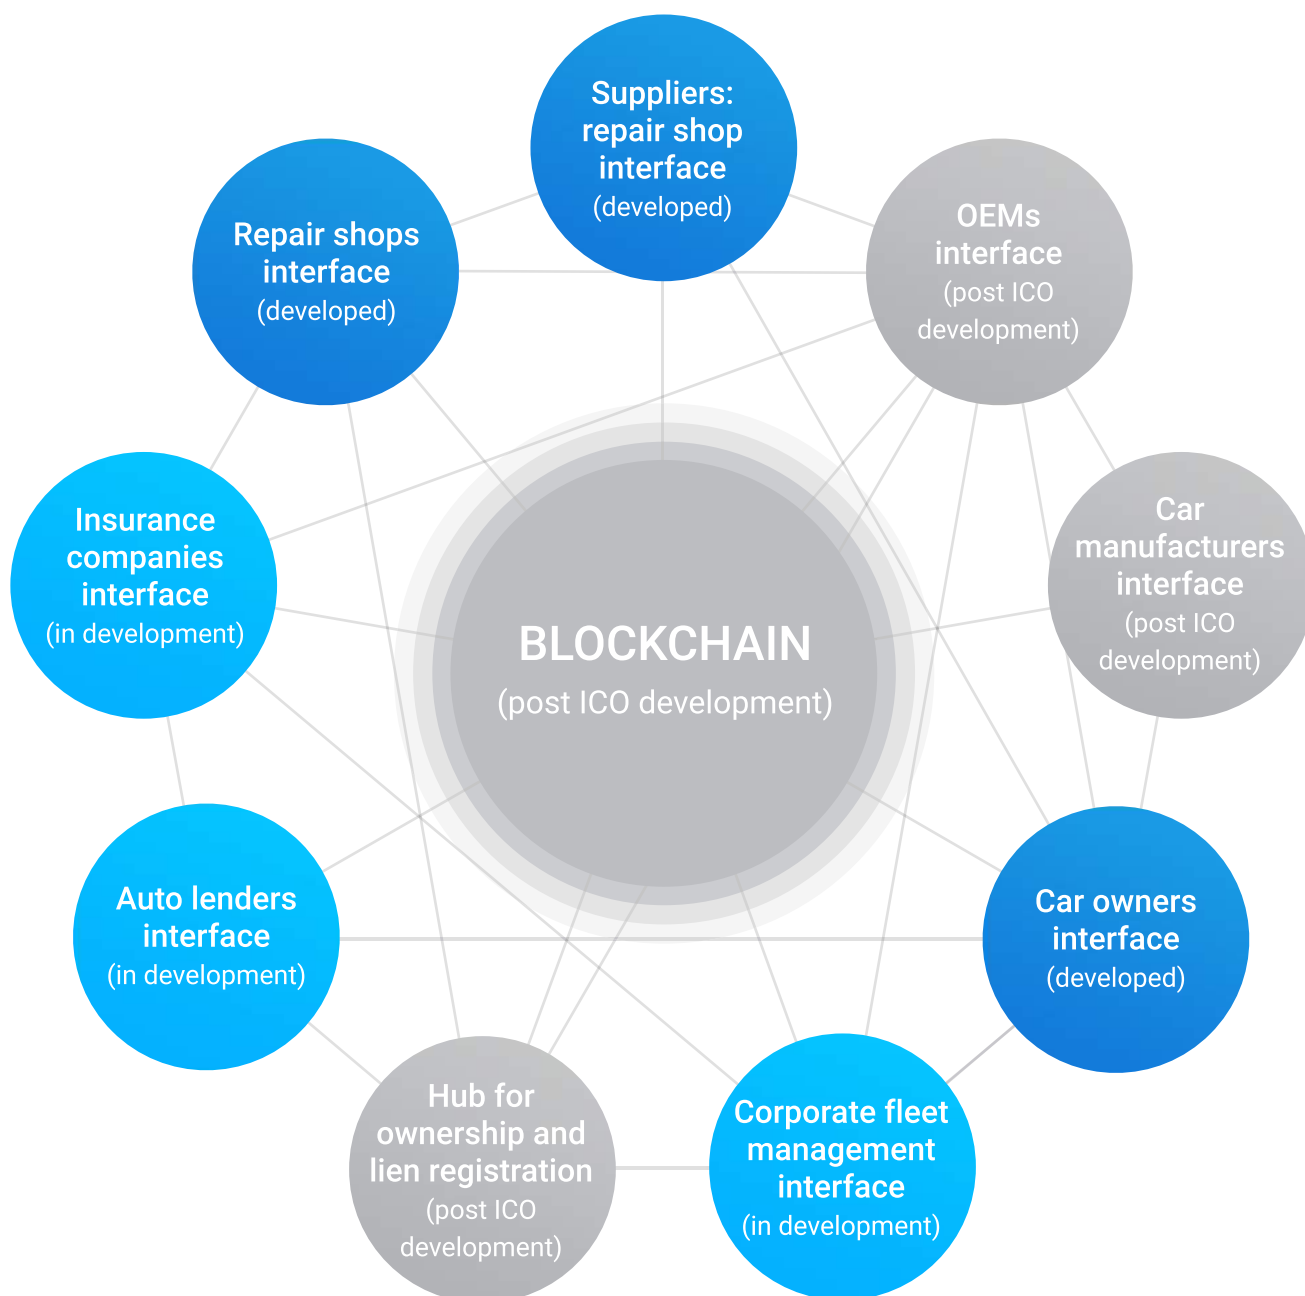 Suppliers:
repair shop
interface
(developed)
Repair shops
interface
(developed)
OEMs
interface
(post ICO
development)
Insurance
companies
interface
(in development)
Car
manufacturers
interface
(post ICO
development)
BLOCKCHAIN
(post ICO development)
Auto lenders
interface
(in development)
Car owners
interface
(developed)
Hub for
ownership and
lien registration
(post ICO
development)
Corporate fleet
management
interface
(in development)